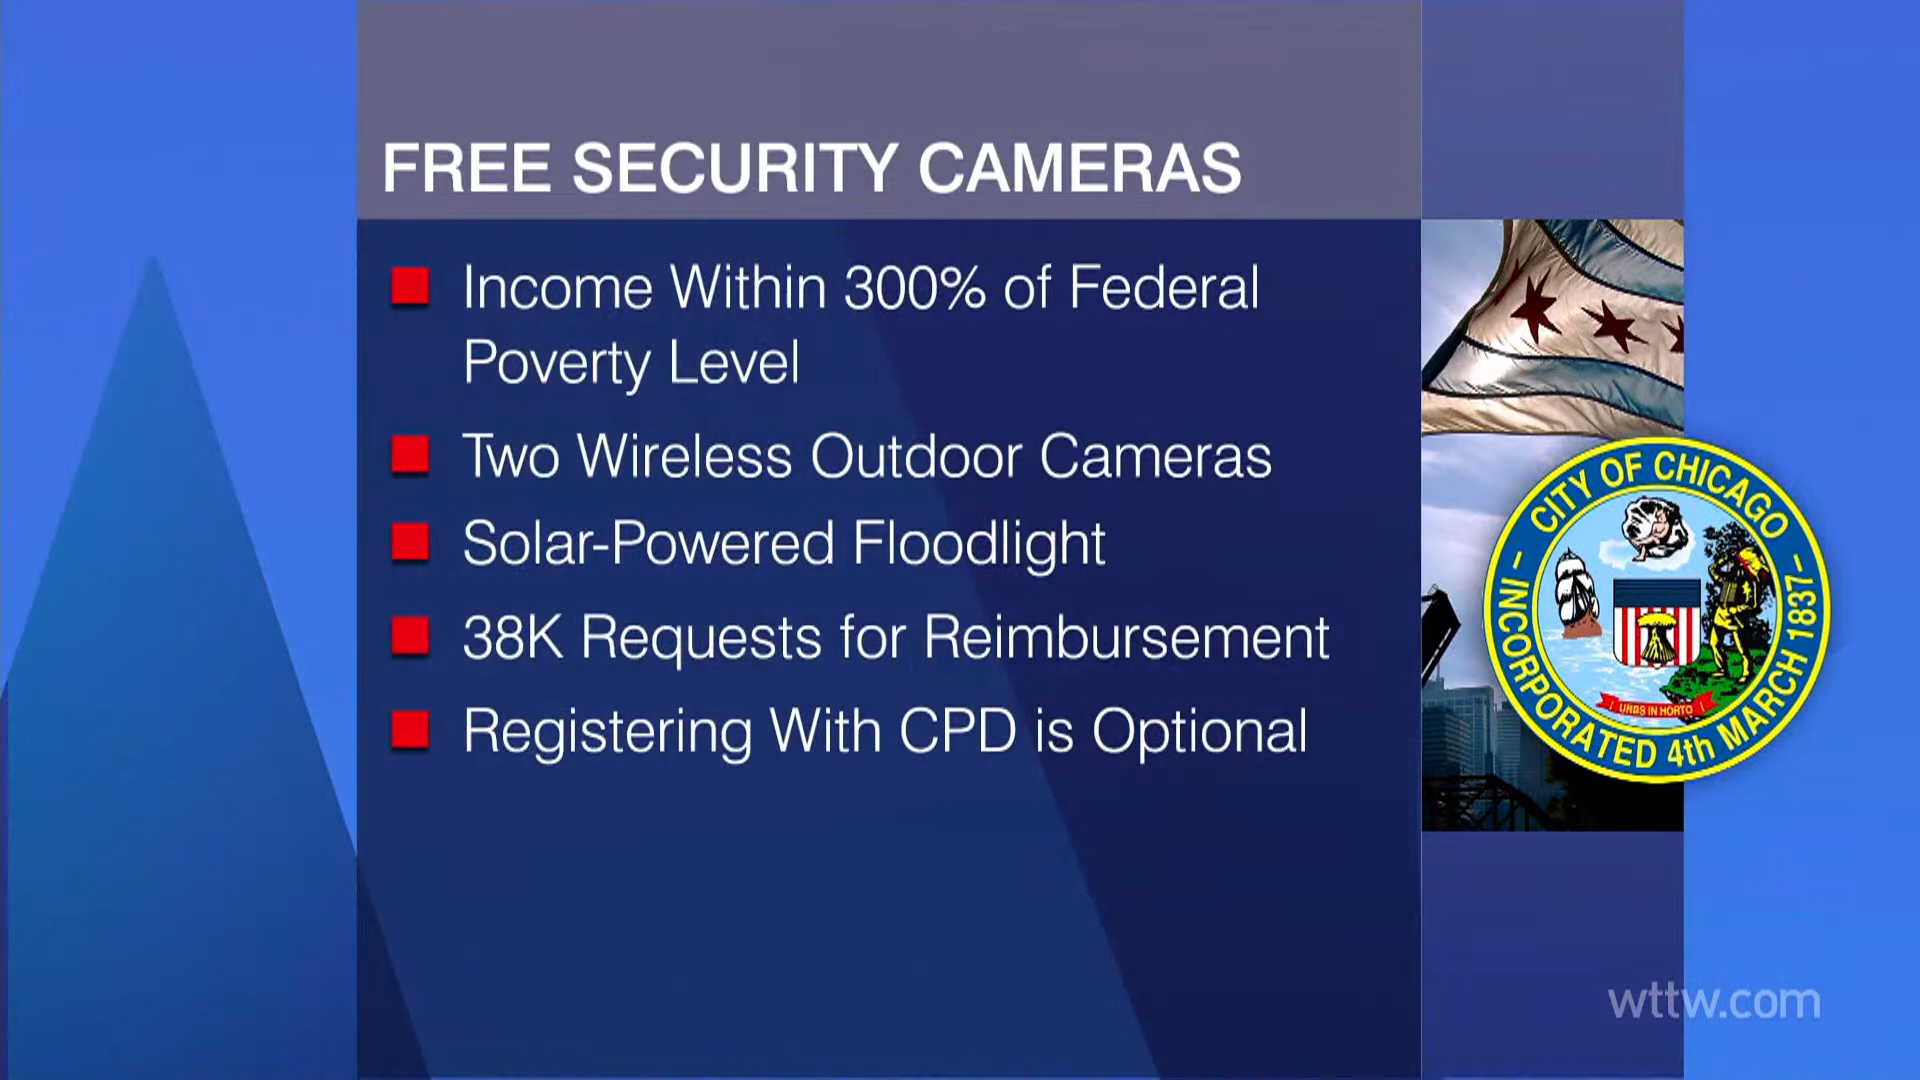 FREE SECURITY CAMERAS
Income Within 300% of Federal
Poverty Level
Two Wireless Outdoor Cameras
Solar-Powered Floodlight
38K Requests for Reimbursement
Registering With CPD is Optional
CITY OF CHICAGO
INCORPORATED 4th MARCH 1837
URBS IN HORTO
wttw.com